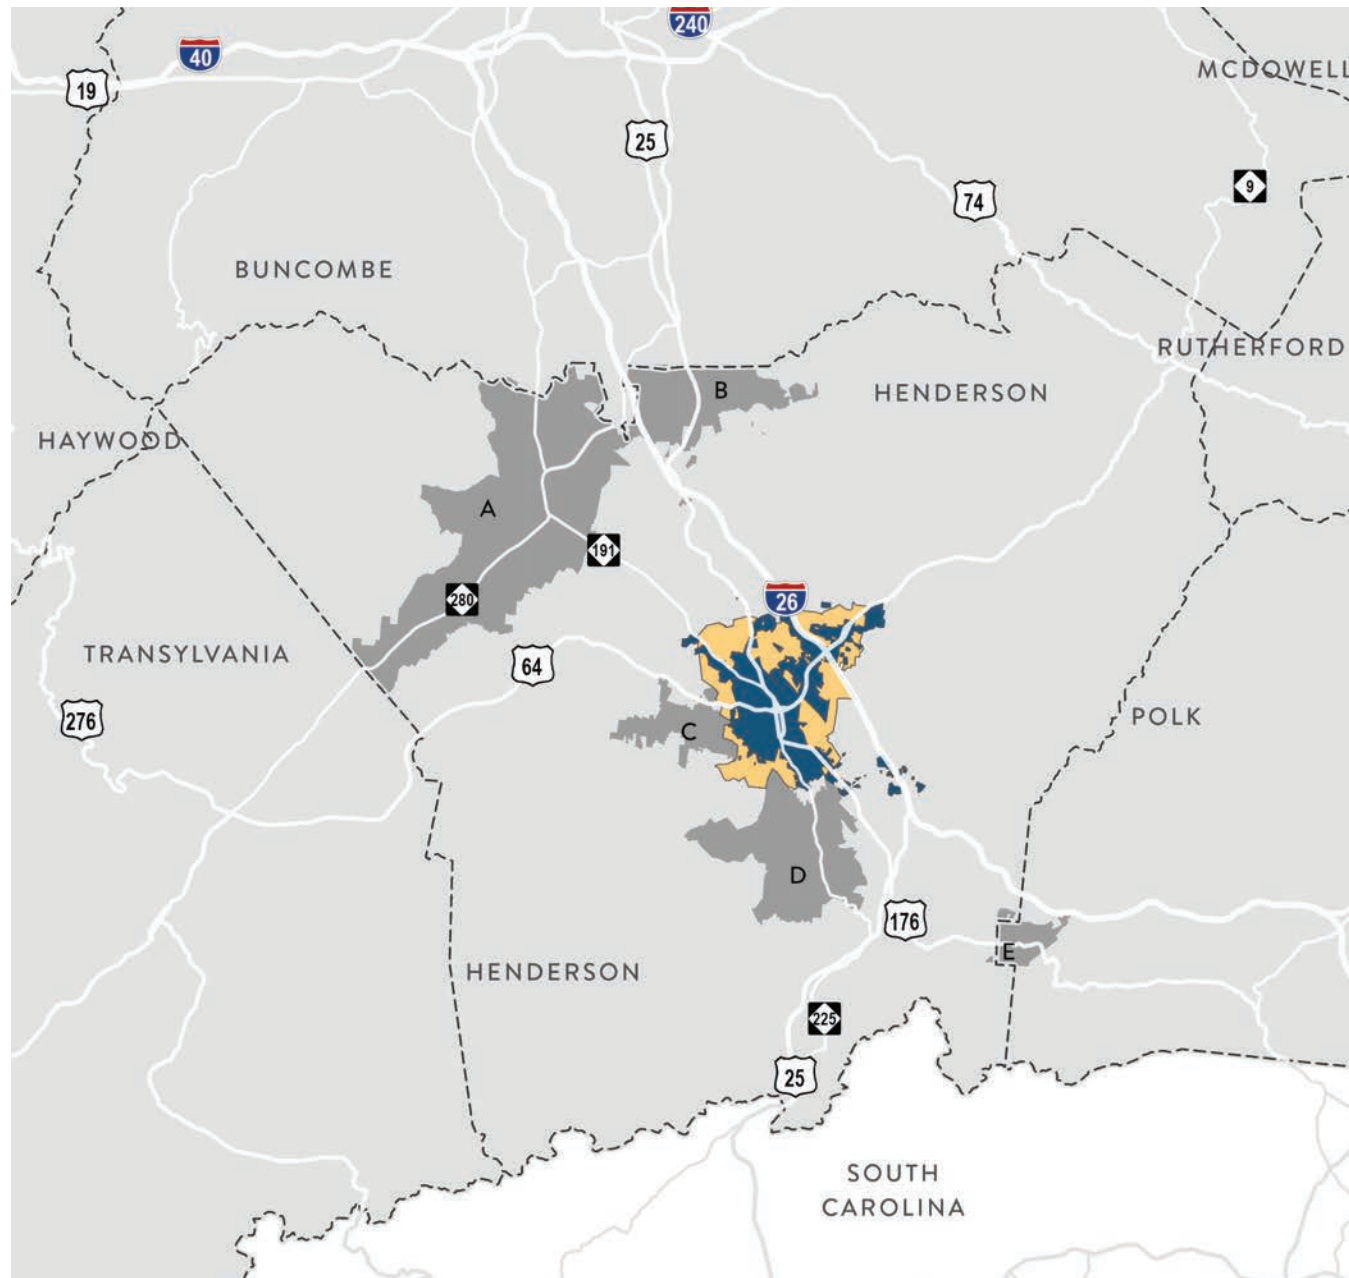 240
40
MCDOWELL
19
25
9
74
BUNCOMBE
RUTHERFORD
B
HENDERSON
HAYWOOD
A
191
280
26
TRANSYLVANIA
64
276
POLK
C
D
176
E
HENDERSON
225
25
SOUTH
CAROLINA